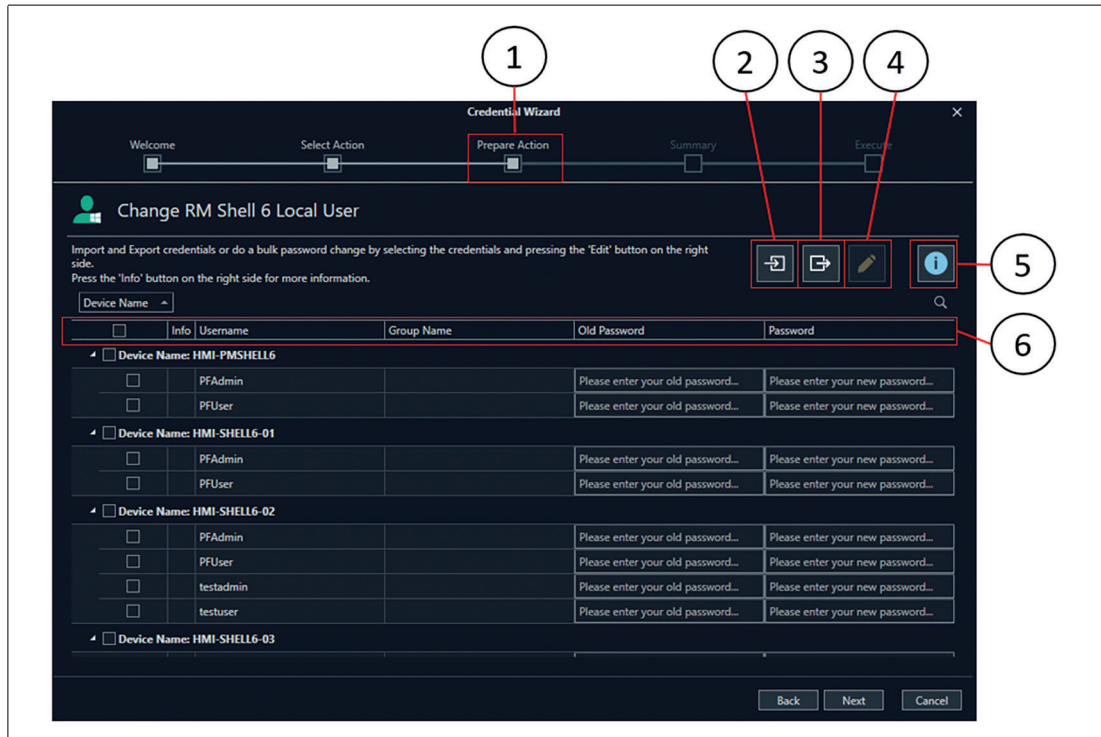 1
2
3
4
Credential Wizard
Welcome
Select Action
Prepare Action
Summary
Execute
Change RM Shell 6 Local User
Import and Export credentials or do a bulk password change by selecting the credentials and pressing the 'Edit' button on the right
side.
Press the 'Info' button on the right side for more information.
5
Device Name
Info Username Group Name Old Password Password
6
Device Name: HMI-PMSHELL6
PFAdmin Please enter your old password... Please enter your new password...
PFUser Please enter your old password... Please enter your new password...
Device Name: HMI-SHELL6-01
PFAdmin Please enter your old password... Please enter your new password...
PFUser Please enter your old password... Please enter your new password...
Device Name: HMI-SHELL6-02
PFAdmin Please enter your old password... Please enter your new password...
PFUser Please enter your old password... Please enter your new password...
testadmin Please enter your old password... Please enter your new password...
testuser Please enter your old password... Please enter your new password...
Device Name: HMI-SHELL6-03
Back Next Cancel